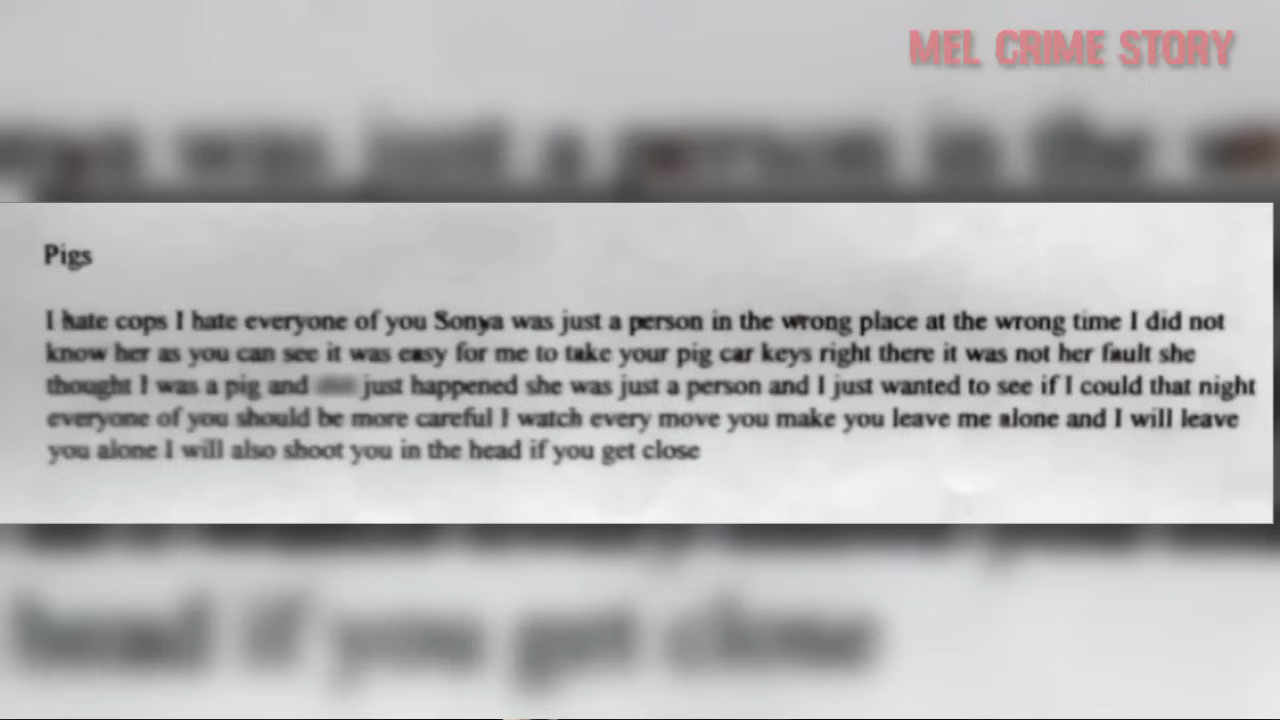 MEL CRIME STORY
Pigs
I hate cops I hate everyone of you Sonya was just a person in the wrong place at the wrong time I did not
know her as you can see it was easy for me to take your pig car keys right there it was not her fault she
thought I was a pig and just happened she was just a person and I just wanted to see if I could that night
everyone of you should be more careful I watch every move you make you leave me alone and I will leave
you alone I will also shoot you in the head if you get close